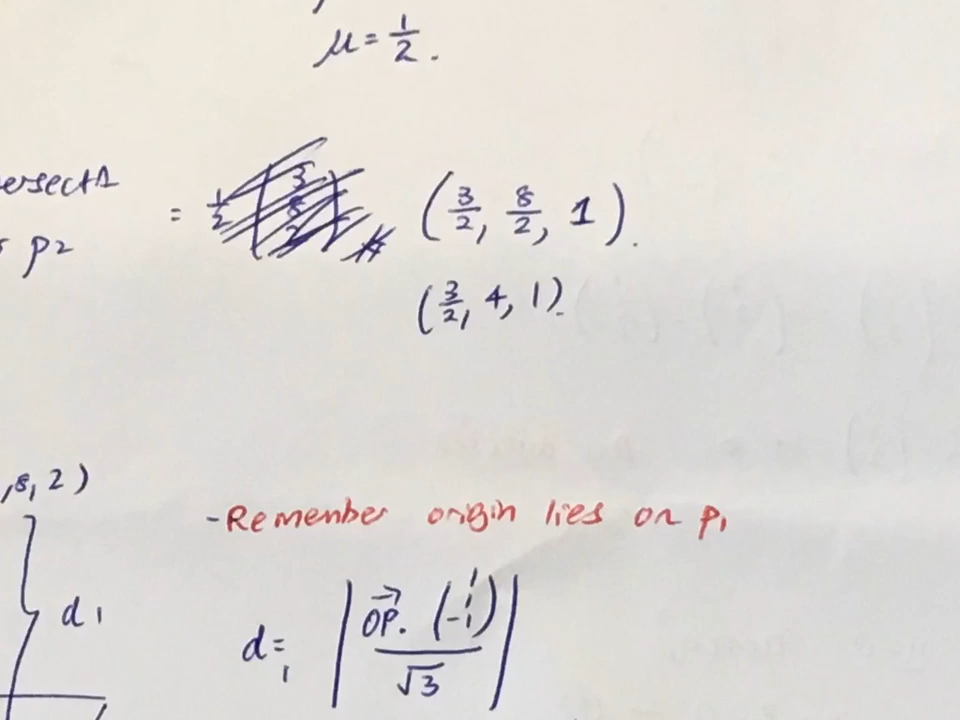 μ = 1/2.
= (3/2, 8/2, 1).
p2
(3/2, 4, 1).
,8,2)
-Remember origin lies on p1
d1
d1 = |OP. (1 1 -1) / √3|